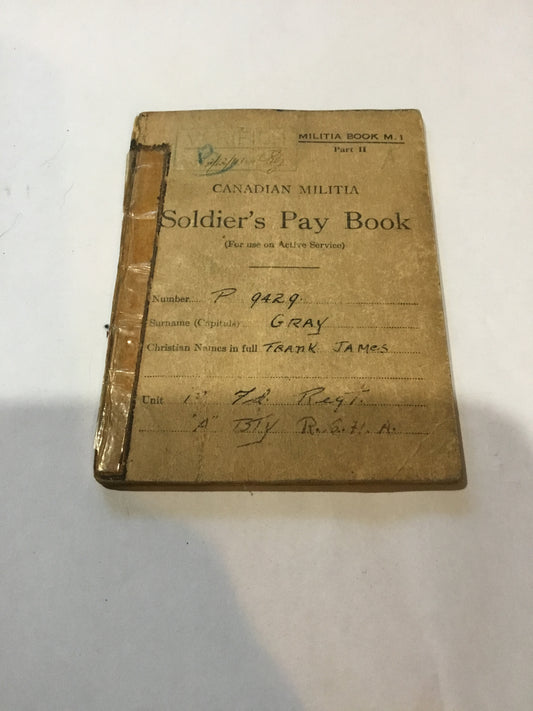 MILITIA BOOK M. 1
Part II
CANADIAN MILITIA
Soldier's Pay Book
(For use on Active Service)
Number..... P 9429
Surname (Capitals)... GRAY
Christian Names in full FRANK JAMES
Unit 1st Fd. Regt.
"A" BTY R.C.H.A.